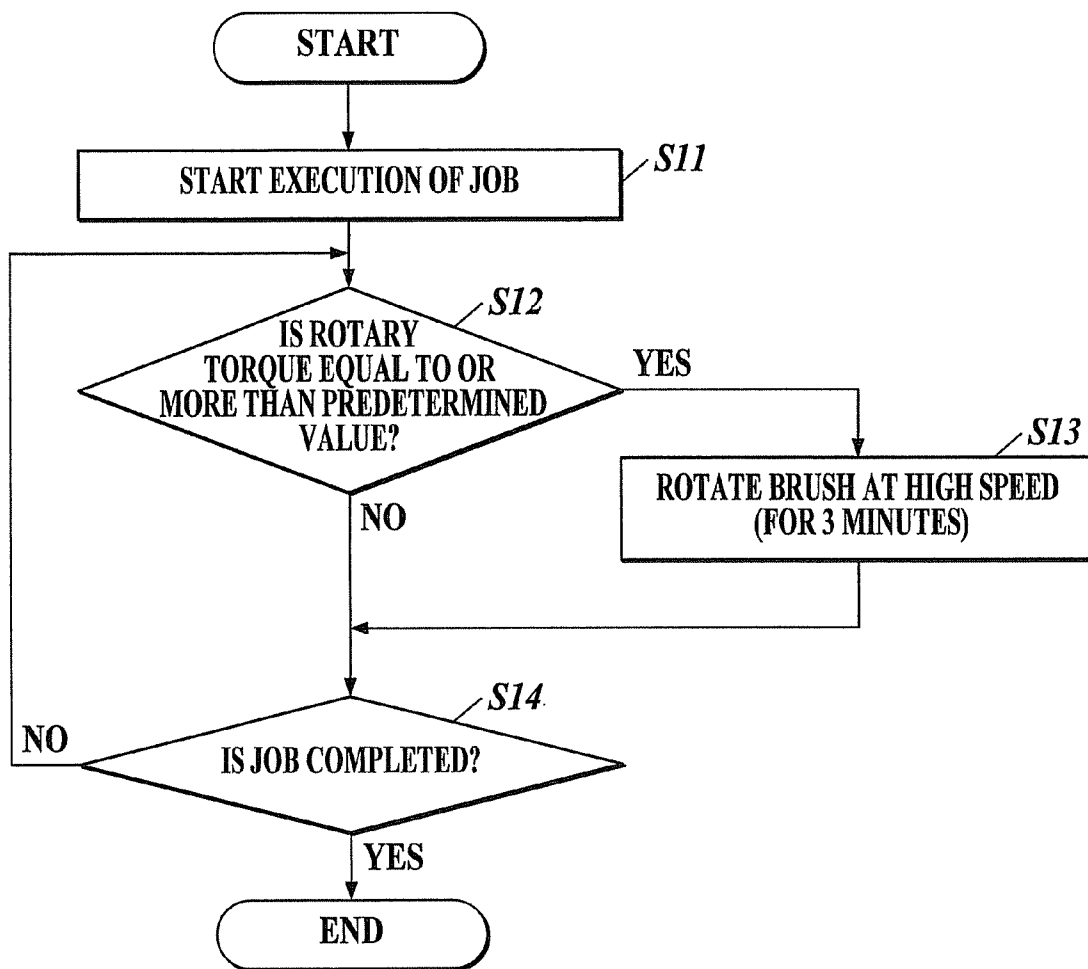 START
S11
START EXECUTION OF JOB
S12
IS ROTARY
TORQUE EQUAL TO OR
MORE THAN PREDETERMINED
VALUE?
YES
S13
ROTATE BRUSH AT HIGH SPEED
(FOR 3 MINUTES)
NO
S14
NO
IS JOB COMPLETED?
YES
END